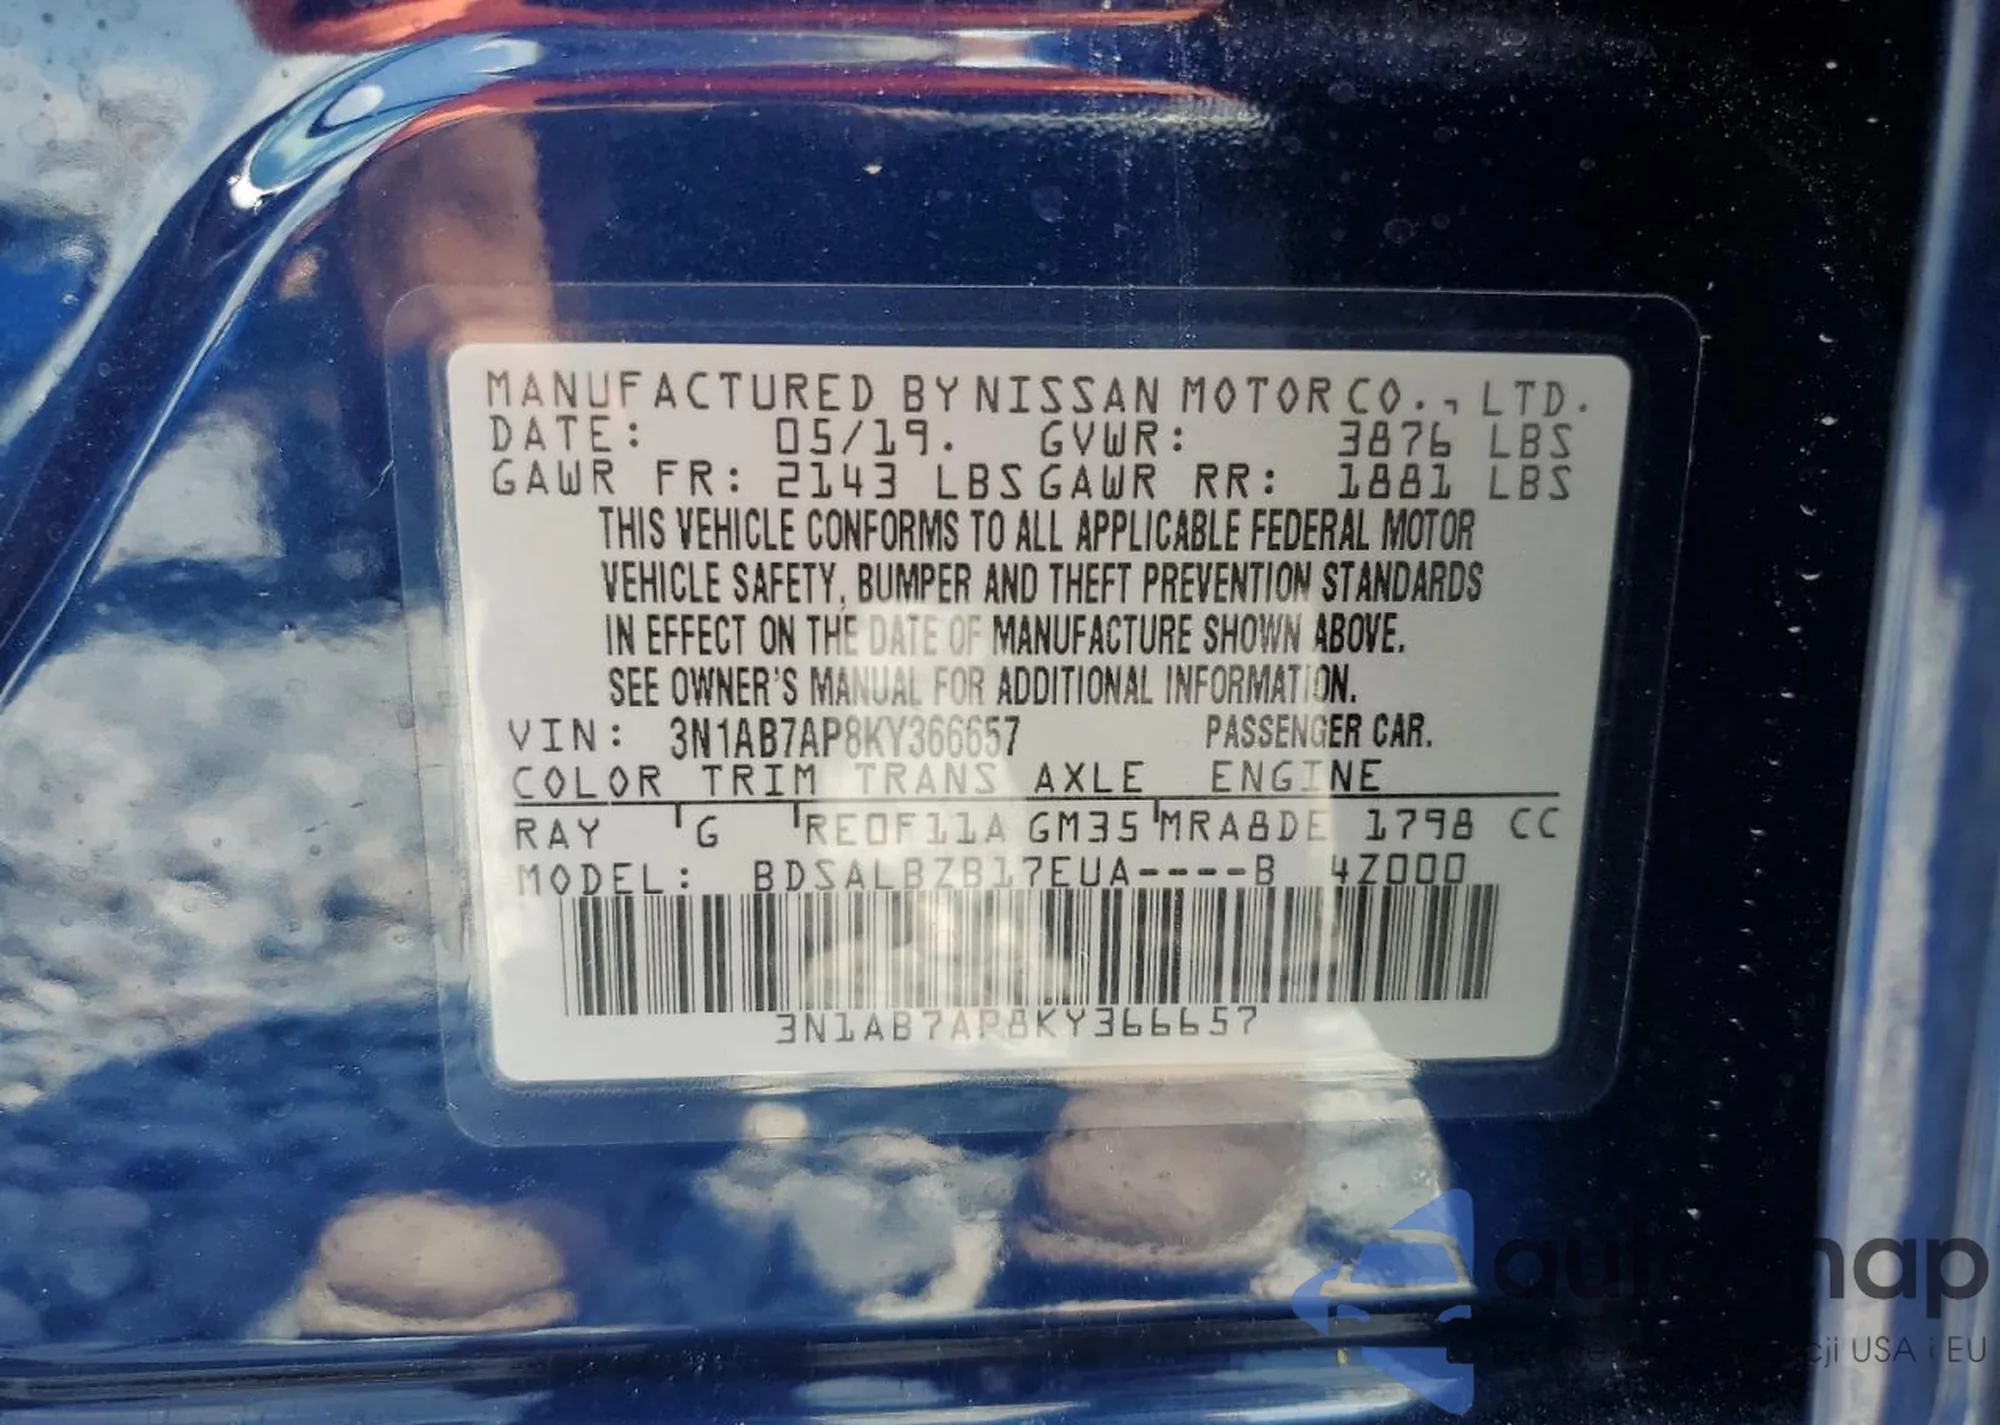 MANUFACTURED BY NISSAN MOTOR CO., LTD.
DATE: 05/19. GVWR: 3876 LBS
GAWR FR: 2143 LBS GAWR RR: 1881 LBS
THIS VEHICLE CONFORMS TO ALL APPLICABLE FEDERAL MOTOR
VEHICLE SAFETY, BUMPER AND THEFT PREVENTION STANDARDS
IN EFFECT ON THE DATE OF MANUFACTURE SHOWN ABOVE.
SEE OWNER'S MANUAL FOR ADDITIONAL INFORMATION.
VIN: 3N1AB7AP8KY366657 PASSENGER CAR.
COLOR TRIM TRANS AXLE ENGINE
RAY G RE0F11A GM35 MRA8DE 1798 CC
MODEL: BDSALBZB17EUA----B 4Z000
3N1AB7AP8KY366657
USA i EU